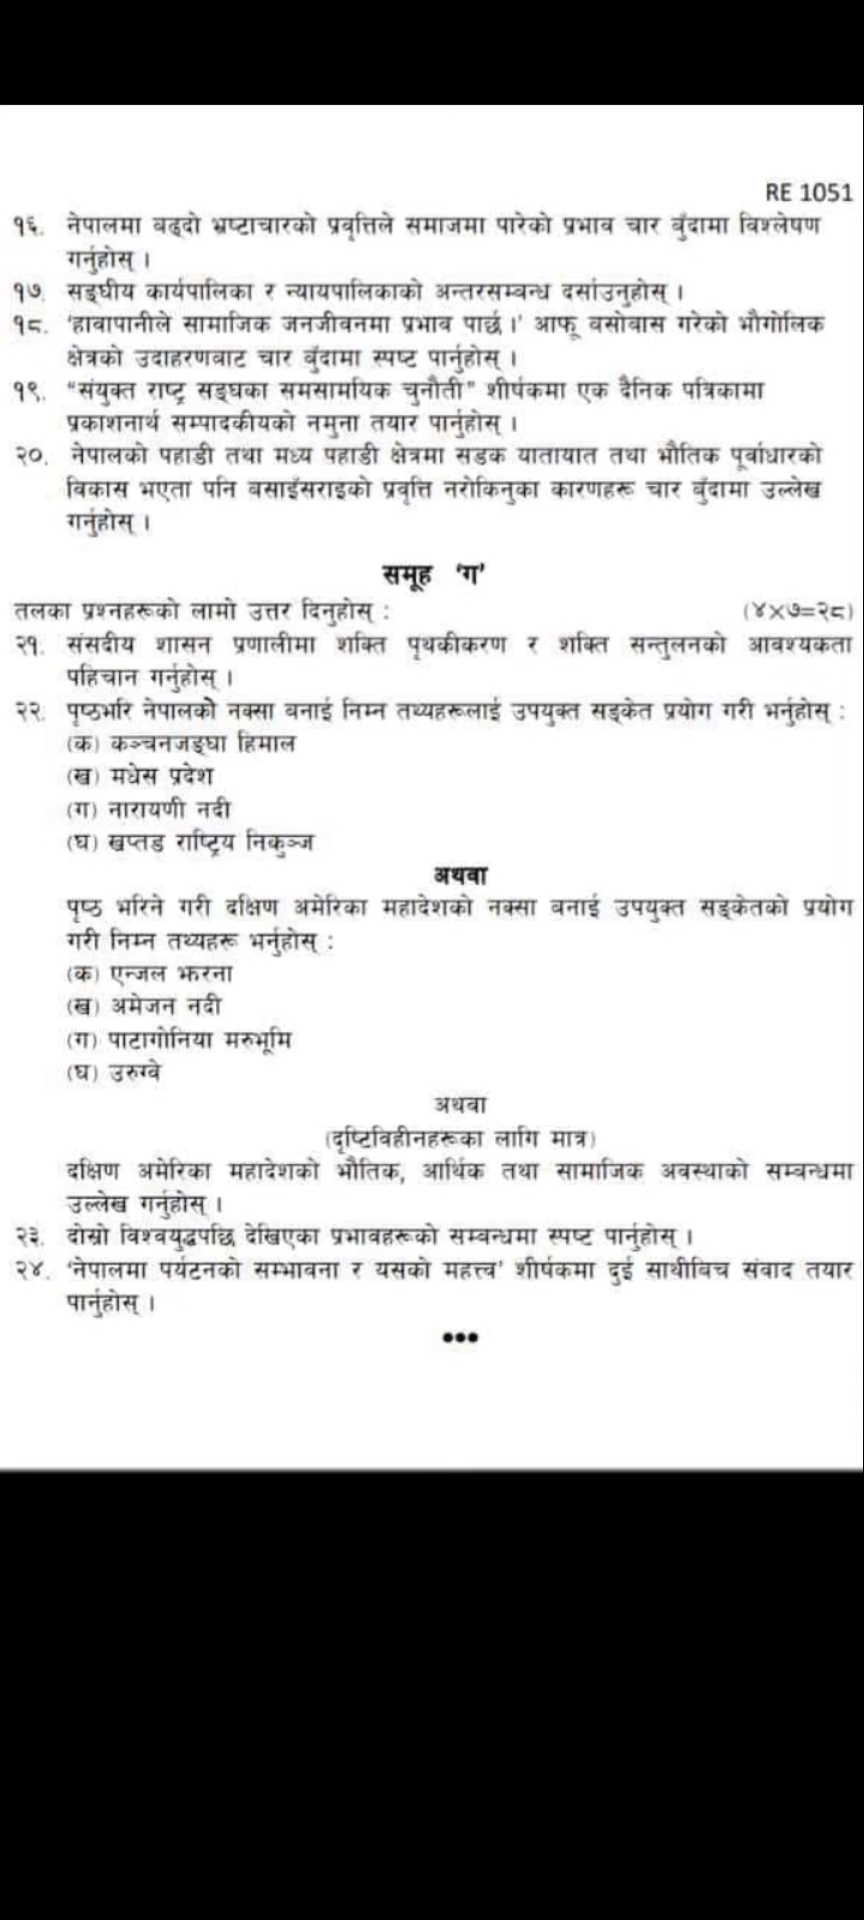 RE 1051
१६. नेपालमा बढ्दो भ्रष्टाचारको प्रवृत्तिले समाजमा पारेको प्रभाव चार बुँदामा विश्लेषण
गर्नुहोस् ।
१७. सङ्घीय कार्यपालिका र न्यायपालिकाको अन्तरसम्बन्ध दर्साउनुहोस् ।
१८. 'हावापानीले सामाजिक जनजीवनमा प्रभाव पार्छ ।' आफू बसोबास गरेको भौगोलिक
क्षेत्रको उदाहरणबाट चार बुँदामा स्पष्ट पार्नुहोस् ।
१९. "संयुक्त राष्ट्र सङ्घका समसामयिक चुनौती" शीर्षकमा एक दैनिक पत्रिकामा
प्रकाशनार्थ सम्पादकीयको नमुना तयार पार्नुहोस् ।
२०. नेपालको पहाडी तथा मध्य पहाडी क्षेत्रमा सडक यातायात तथा भौतिक पूर्वाधारको
विकास भएता पनि बसाइँसराइको प्रवृत्ति नरोकिनुका कारणहरू चार बुँदामा उल्लेख
गर्नुहोस् ।
समूह 'ग'
तलका प्रश्नहरूको लामो उत्तर दिनुहोस् : (४×७=२८)
२१. संसदीय शासन प्रणालीमा शक्ति पृथकीकरण र शक्ति सन्तुलनको आवश्यकता
पहिचान गर्नुहोस् ।
२२. पृष्ठभरि नेपालको नक्सा बनाई निम्न तथ्यहरूलाई उपयुक्त सङ्केत प्रयोग गरी भर्नुहोस् :
(क) कञ्चनजङ्घा हिमाल
(ख) मधेस प्रदेश
(ग) नारायणी नदी
(घ) खप्तड राष्ट्रिय निकुञ्ज
अथवा
पृष्ठ भरिने गरी दक्षिण अमेरिका महादेशको नक्सा बनाई उपयुक्त सङ्केतको प्रयोग
गरी निम्न तथ्यहरू भर्नुहोस् :
(क) एन्जल झरना
(ख) अमेजन नदी
(ग) पाटागोनिया मरुभूमि
(घ) उरुग्वे
अथवा
(दृष्टिविहीनहरूका लागि मात्र)
दक्षिण अमेरिका महादेशको भौतिक, आर्थिक तथा सामाजिक अवस्थाको सम्बन्धमा
उल्लेख गर्नुहोस् ।
२३. दोस्रो विश्वयुद्धपछि देखिएका प्रभावहरूको सम्बन्धमा स्पष्ट पार्नुहोस् ।
२४. 'नेपालमा पर्यटनको सम्भावना र यसको महत्त्व' शीर्षकमा दुई साथीबिच संवाद तयार
पार्नुहोस् ।